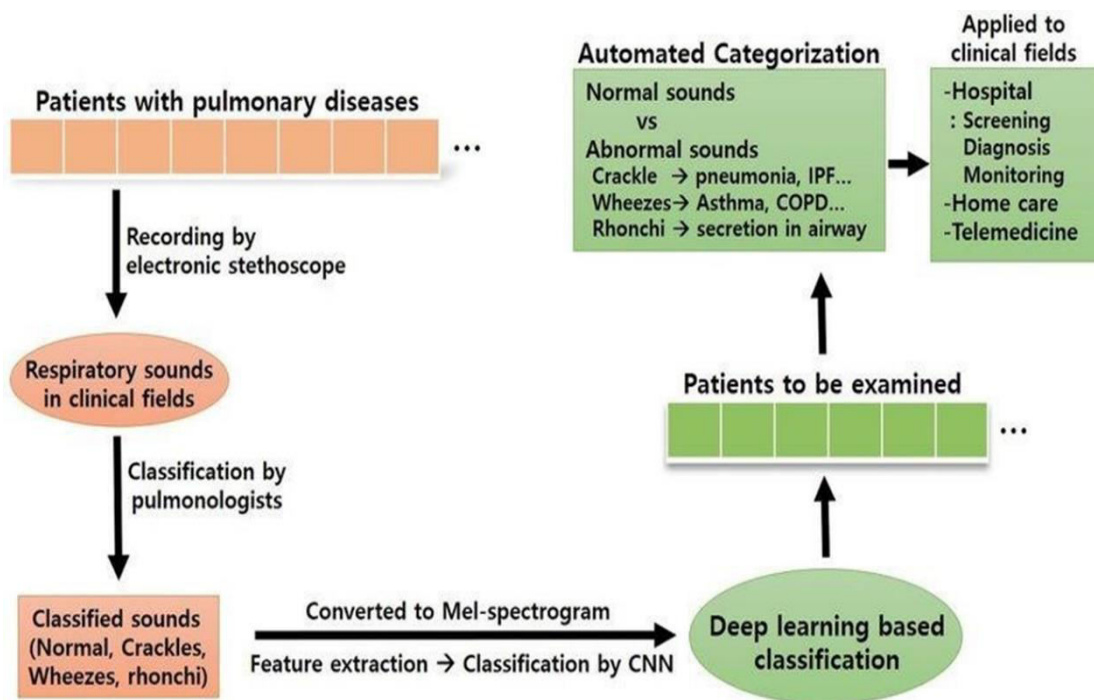 Patients with pulmonary diseases
...
Recording by
electronic stethoscope
Respiratory sounds
in clinical fields
Classification by
pulmonologists
Classified sounds
(Normal, Crackles,
Wheezes, rhonchi)
Converted to Mel-spectrogram
Feature extraction → Classification by CNN
Deep learning based
classification
Patients to be examined
...
Automated Categorization
Normal sounds
vs
Abnormal sounds
Crackle → pneumonia, IPF...
Wheezes→ Asthma, COPD...
Rhonchi → secretion in airway
Applied to
clinical fields
-Hospital
: Screening
Diagnosis
Monitoring
-Home care
-Telemedicine